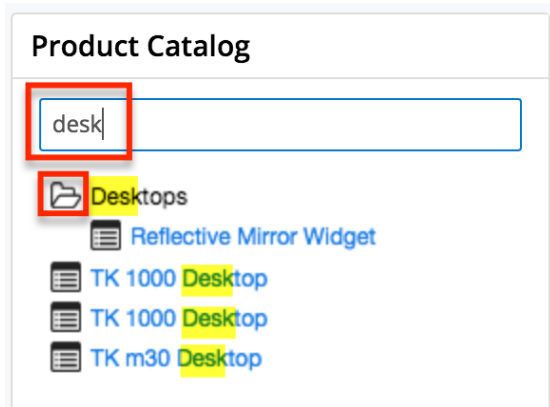 Product Catalog
desk
Desktops
Reflective Mirror Widget
TK 1000 Desktop
TK 1000 Desktop
TK m30 Desktop